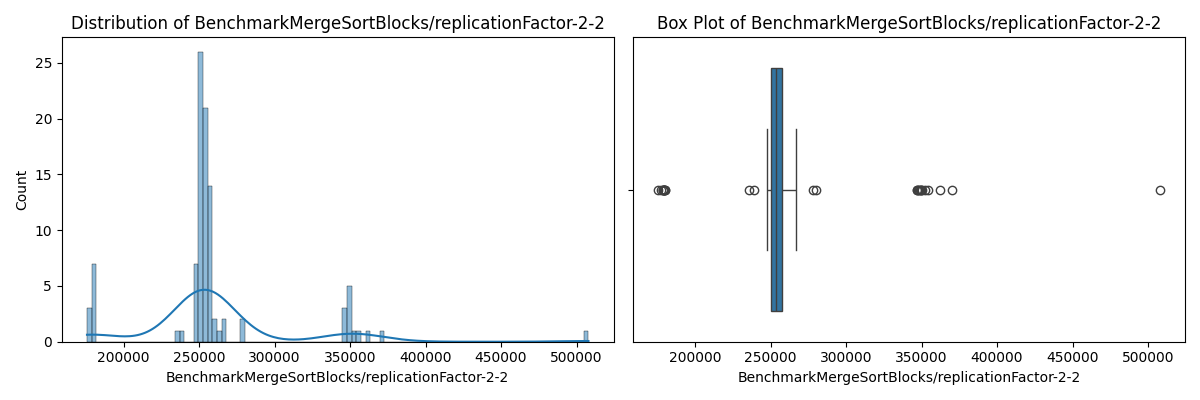 Distribution of BenchmarkMergeSortBlocks/replicationFactor-2-2
Count
25
20
15
10
5
0
200000 250000 300000 350000 400000 450000 500000
BenchmarkMergeSortBlocks/replicationFactor-2-2
Box Plot of BenchmarkMergeSortBlocks/replicationFactor-2-2
200000 250000 300000 350000 400000 450000 500000
BenchmarkMergeSortBlocks/replicationFactor-2-2